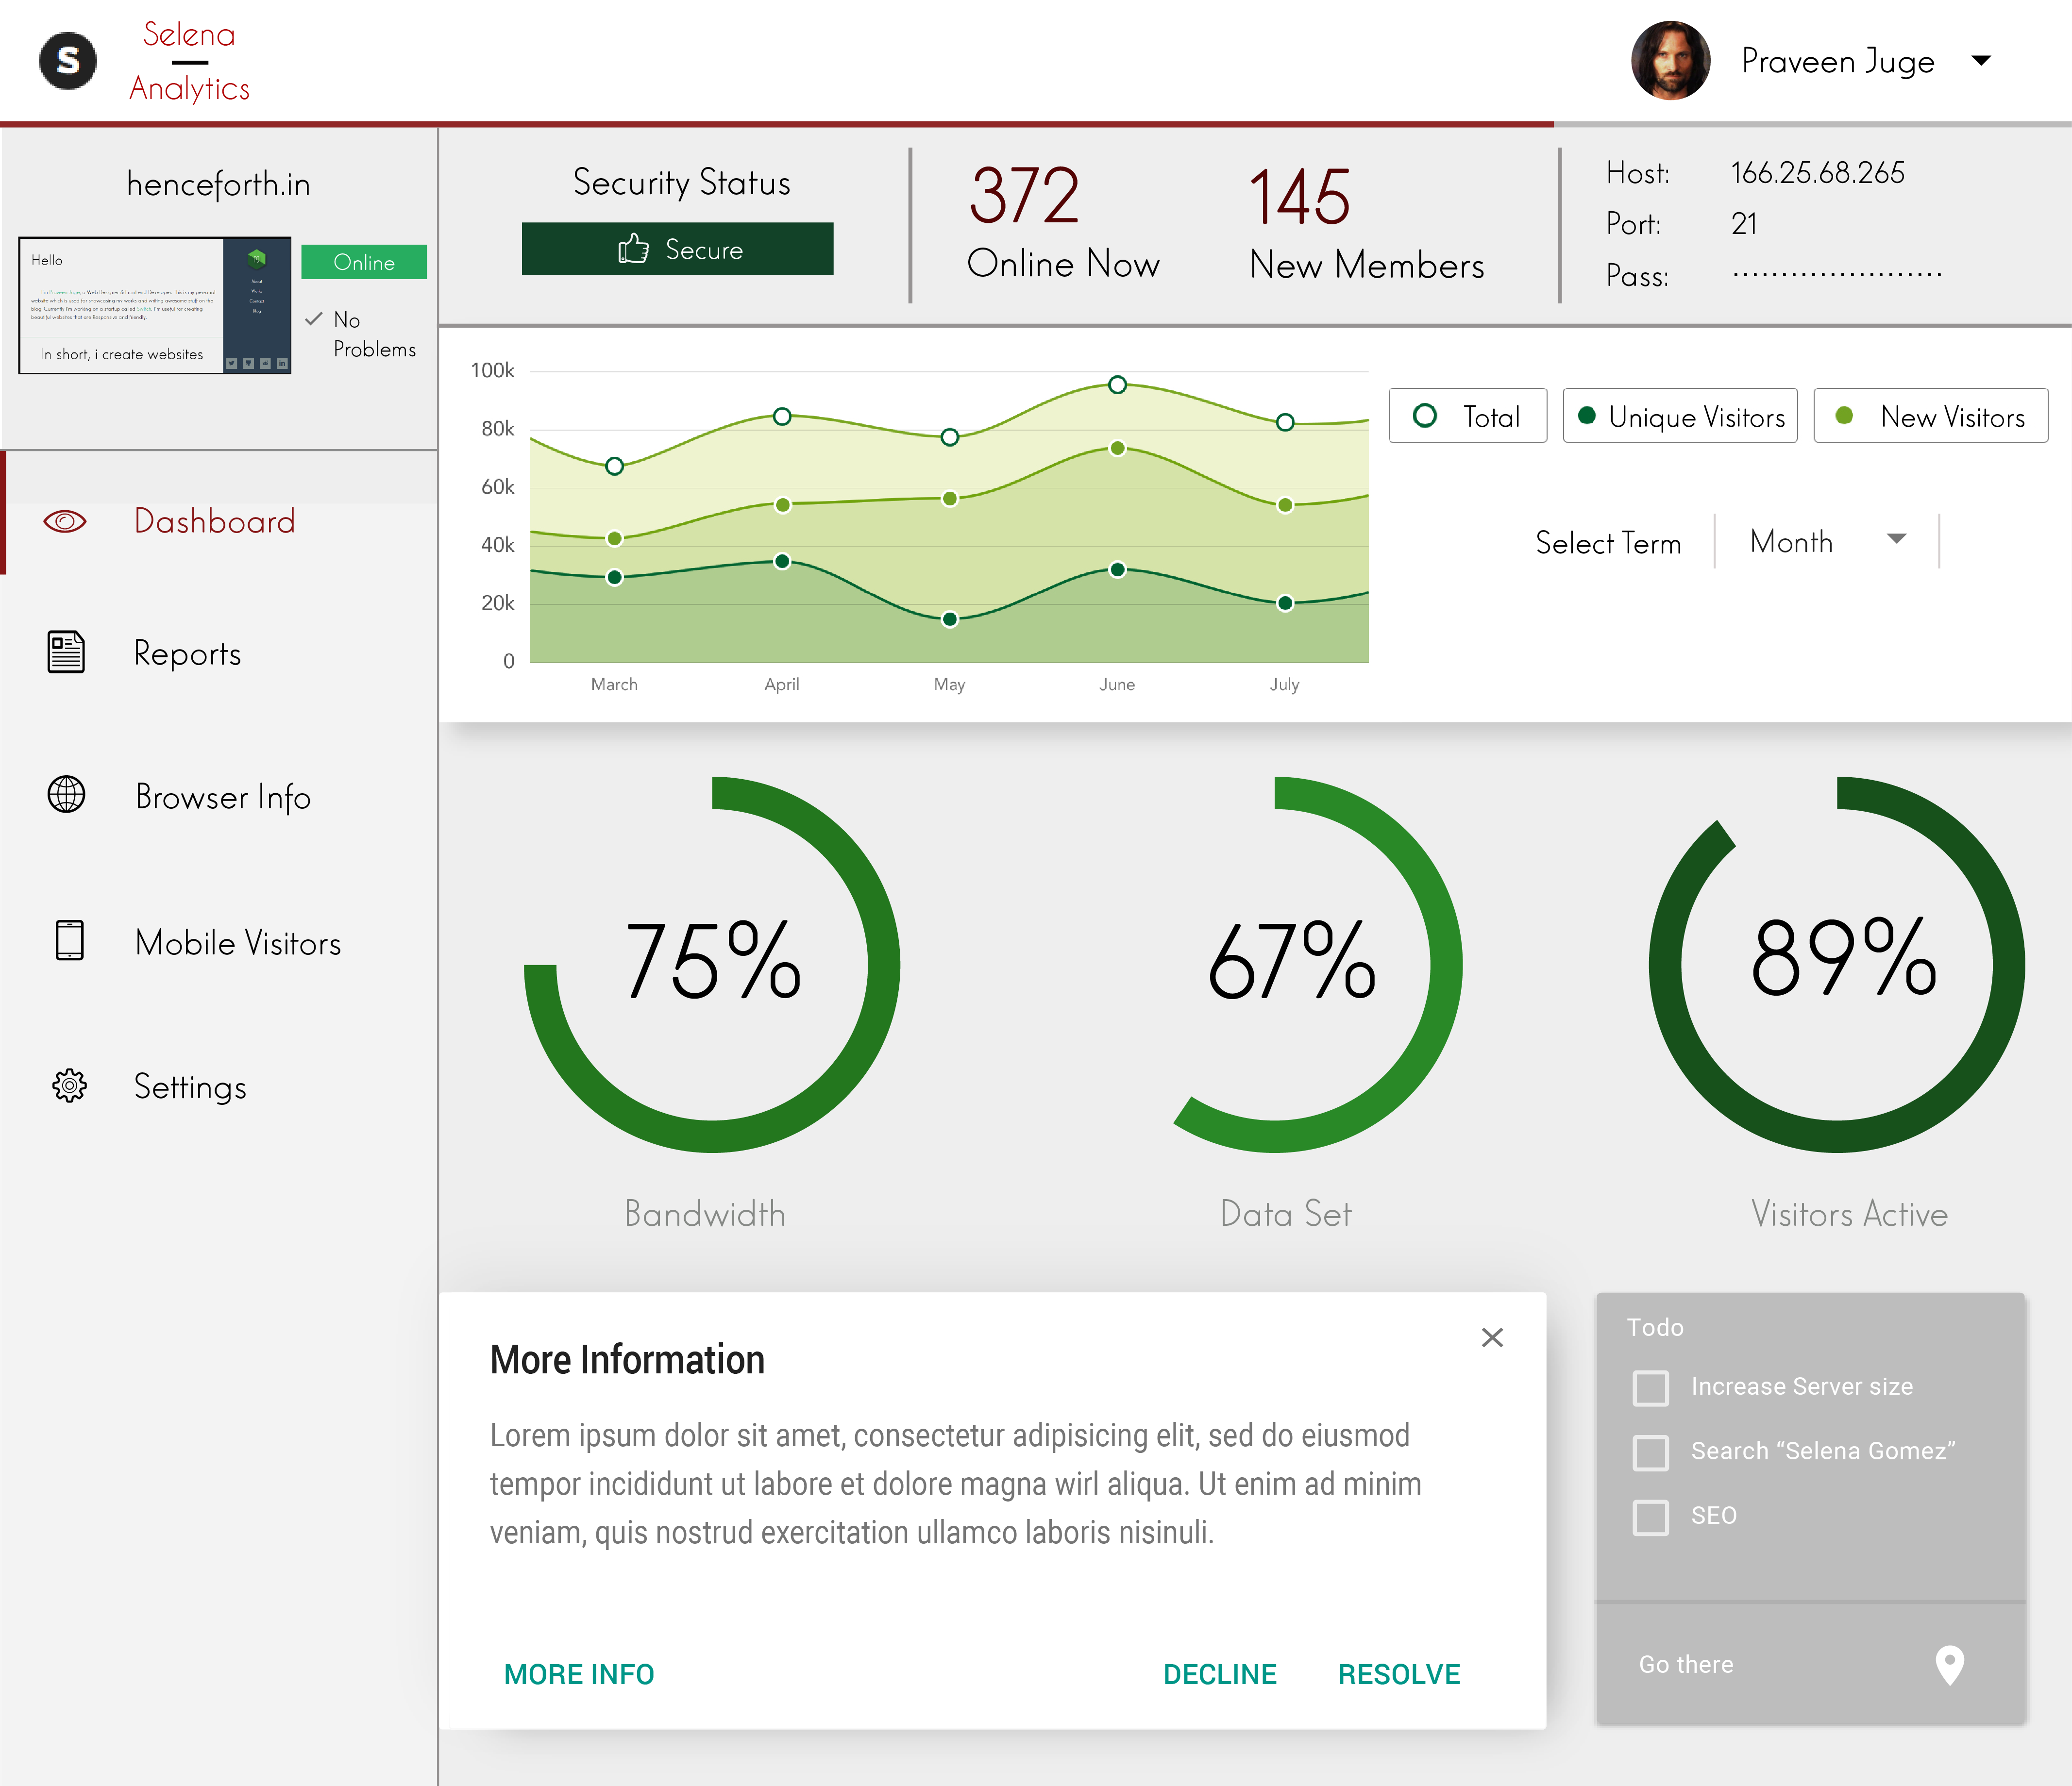 S
Selena
Analytics
Praveen Juge
henceforth.in
Hello
In short, i create websites
Online
No
Problems
Security Status
Secure
372
Online Now
145
New Members
Host: 166.25.68.265
Port: 21
Pass: ......................
Dashboard
Reports
Browser Info
Mobile Visitors
Settings
100k
80k
60k
40k
20k
0
March April May June July
Total Unique Visitors New Visitors
Select Term Month
75% 67% 89%
Bandwidth Data Set Visitors Active
More Information
Lorem ipsum dolor sit amet, consectetur adipisicing elit, sed do eiusmod
tempor incididunt ut labore et dolore magna wirl aliqua. Ut enim ad minim
veniam, quis nostrud exercitation ullamco laboris nisinuli.
MORE INFO DECLINE RESOLVE
Todo
Increase Server size
Search “Selena Gomez”
SEO
Go there